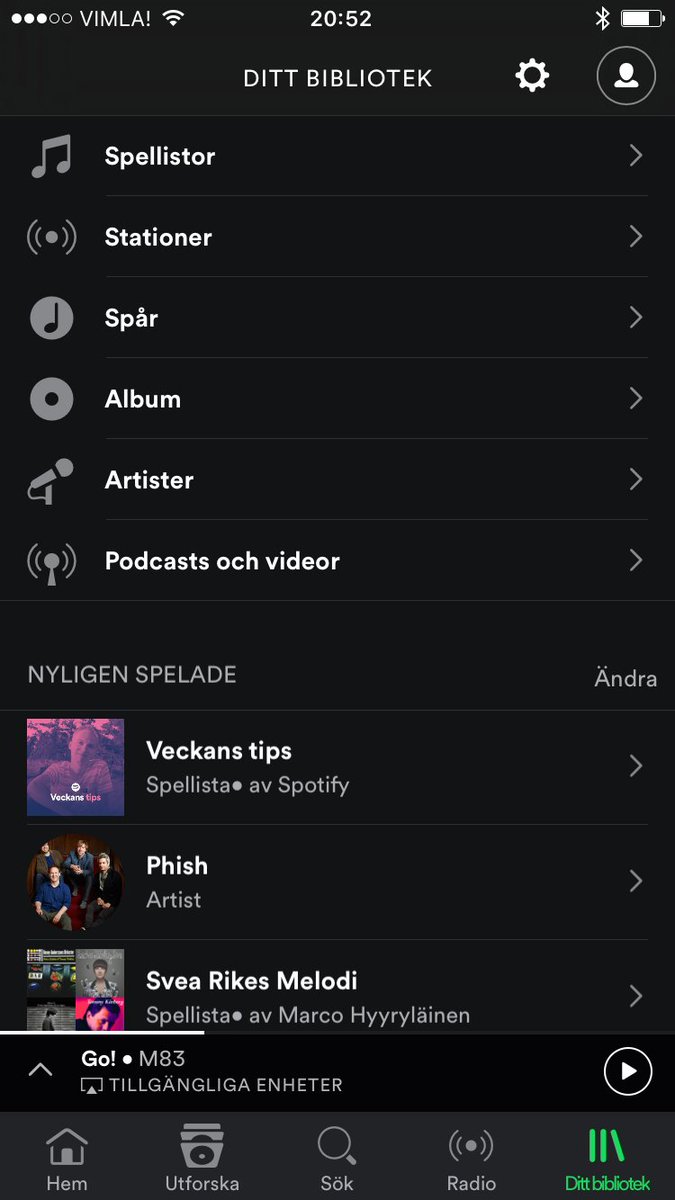 VIMLA!
20:52
DITT BIBLIOTEK
Spellistor
Stationer
Spår
Album
Artister
Podcasts och videor
NYLIGEN SPELADE
Ändra
Veckans tips
Veckans tips
Spellista● av Spotify
Phish
Artist
Svea Rikes Melodi
Spellista● av Marco Hyyryläinen
Go! • M83
TILLGÄNGLIGA ENHETER
Hem
Utforska
Sök
Radio
Ditt bibliotek